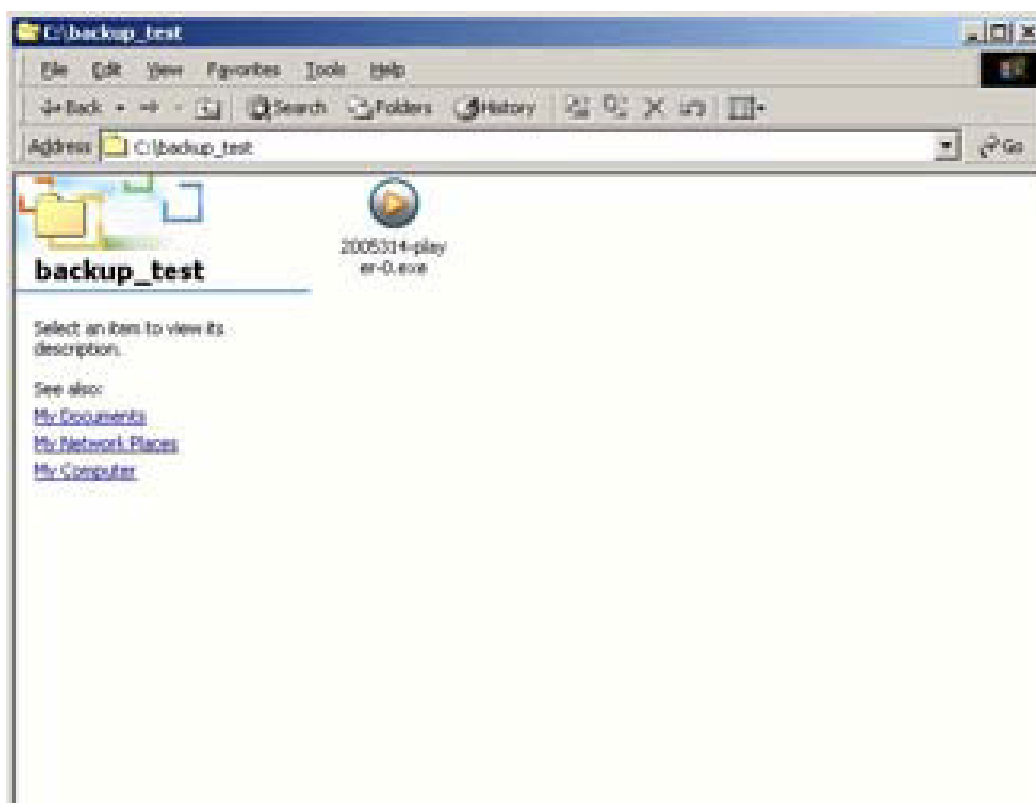 C:\backup_test
File Edit View Favorites Tools Help
Back Search Folders History
Address C:\backup_test Go
backup_test
2005314-play
er-0.exe
Select an item to view its
description.
See also:
My Documents
My Network Places
My Computer